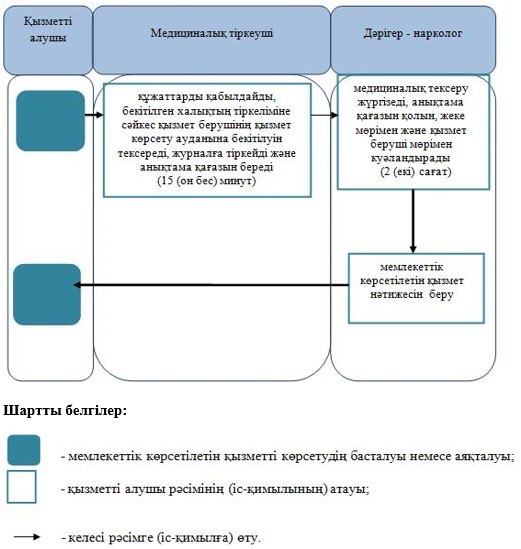 Қызметті
алушы
Медициналық тіркеуші
Дәрігер - нарколог
құжаттарды қабылдайды,
бекітілген халықтың тіркеліміне
сәйкес қызмет берушінің қызмет
көрсету ауданына бекітілуін
тексереді, журналға тіркейді және
анықтама қағазын береді
(15 (он бес) минут)
медициналық тексеру
жүргізеді, анықтама
қағазын қолын, жеке
мөрімен және қызмет
беруші мөрімен
куәландырады
(2 (екі) сағат)
мемлекеттік
көрсетілетін қызмет
нәтижесін беру
Шартты белгілер:
- мемлекеттік көрсетілетін қызметті көрсетудің басталуы немесе аяқталуы;
- қызметті алушы рәсімінің (іс-қимылының) атауы;
- келесі рәсімге (іс-қимылға) өту.